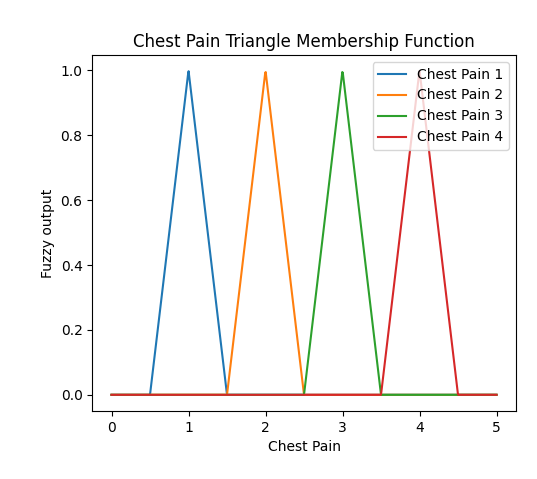 Chest Pain Triangle Membership Function
Chest Pain 1
Chest Pain 2
Chest Pain 3
Chest Pain 4
1.0
0.8
0.6
0.4
0.2
0.0
Fuzzy output
0 1 2 3 4 5
Chest Pain